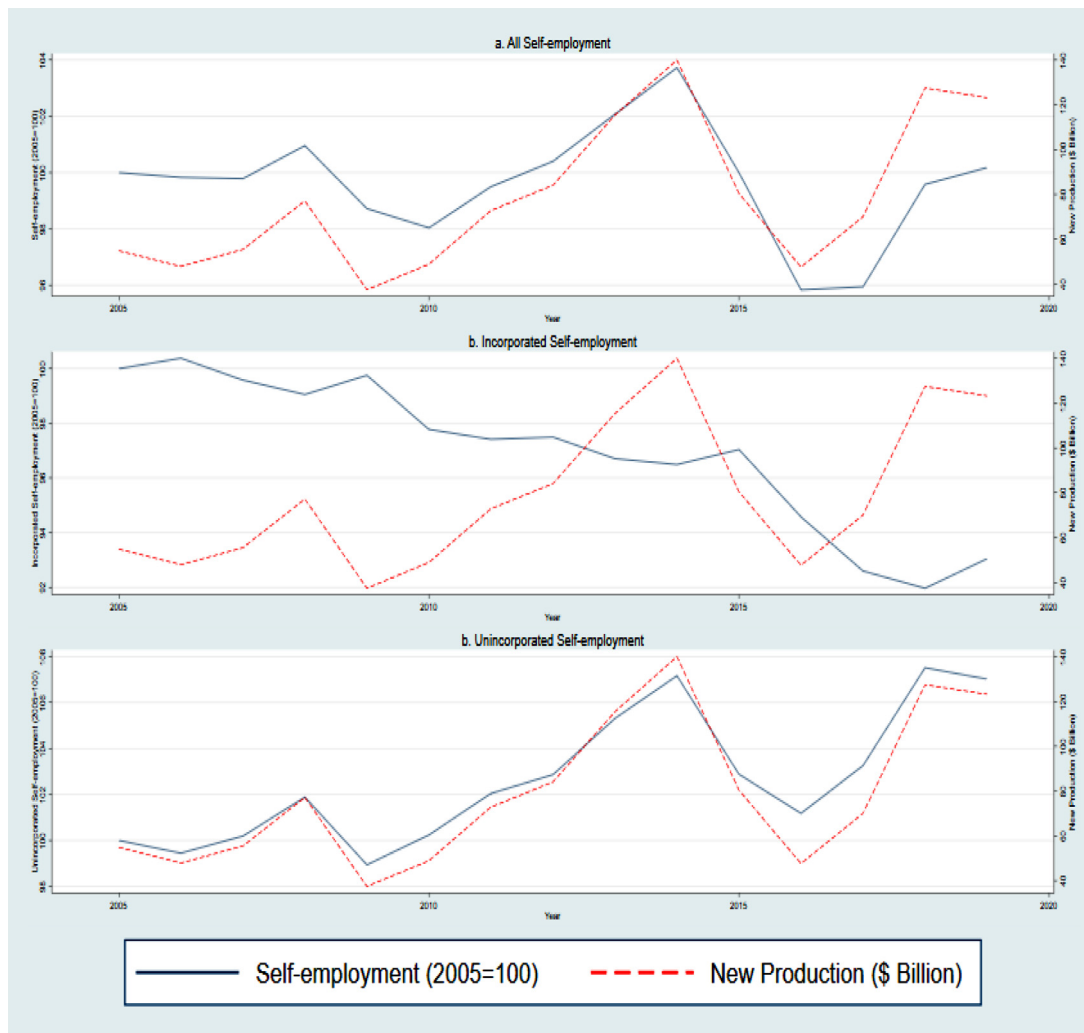 a. All Self-employment
Self-employment (2005=100)
96 98 100 102 104
New Production ($ Billion)
40 60 80 100 120 140
2005 2010 2015 2020
Year
b. Incorporated Self-employment
Incorporated Self-employment (2005=100)
92 94 96 98 100
New Production ($ Billion)
40 60 80 100 120 140
2005 2010 2015 2020
Year
b. Unincorporated Self-employment
Unincorporated Self-employment (2005=100)
98 100 102 104 106 108
New Production ($ Billion)
40 60 80 100 120 140
2005 2010 2015 2020
Year
Self-employment (2005=100)
New Production ($ Billion)